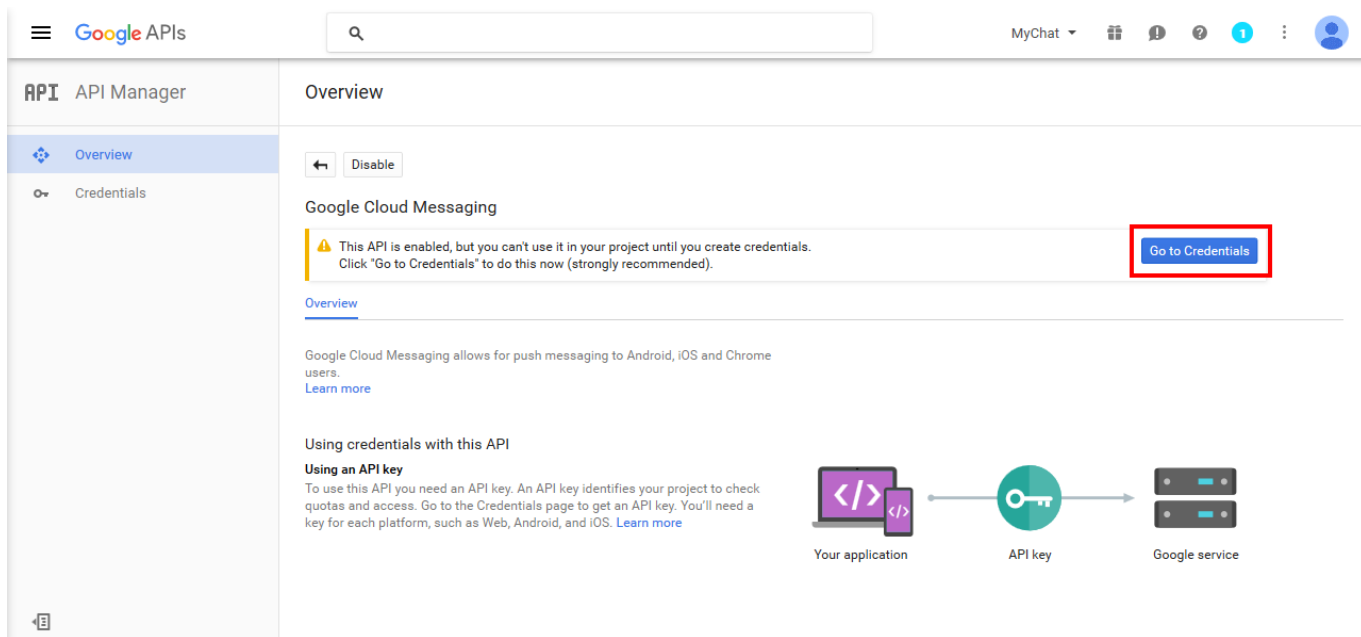 Google APIs
MyChat
1
API API Manager
Overview
Overview
Credentials
Disable
Google Cloud Messaging
This API is enabled, but you can't use it in your project until you create credentials.
Click "Go to Credentials" to do this now (strongly recommended).
Go to Credentials
Overview
Google Cloud Messaging allows for push messaging to Android, iOS and Chrome
users.
Learn more
Using credentials with this API
Using an API key
To use this API you need an API key. An API key identifies your project to check
quotas and access. Go to the Credentials page to get an API key. You'll need a
key for each platform, such as Web, Android, and iOS. Learn more
</>
</>
Your application
API key
Google service